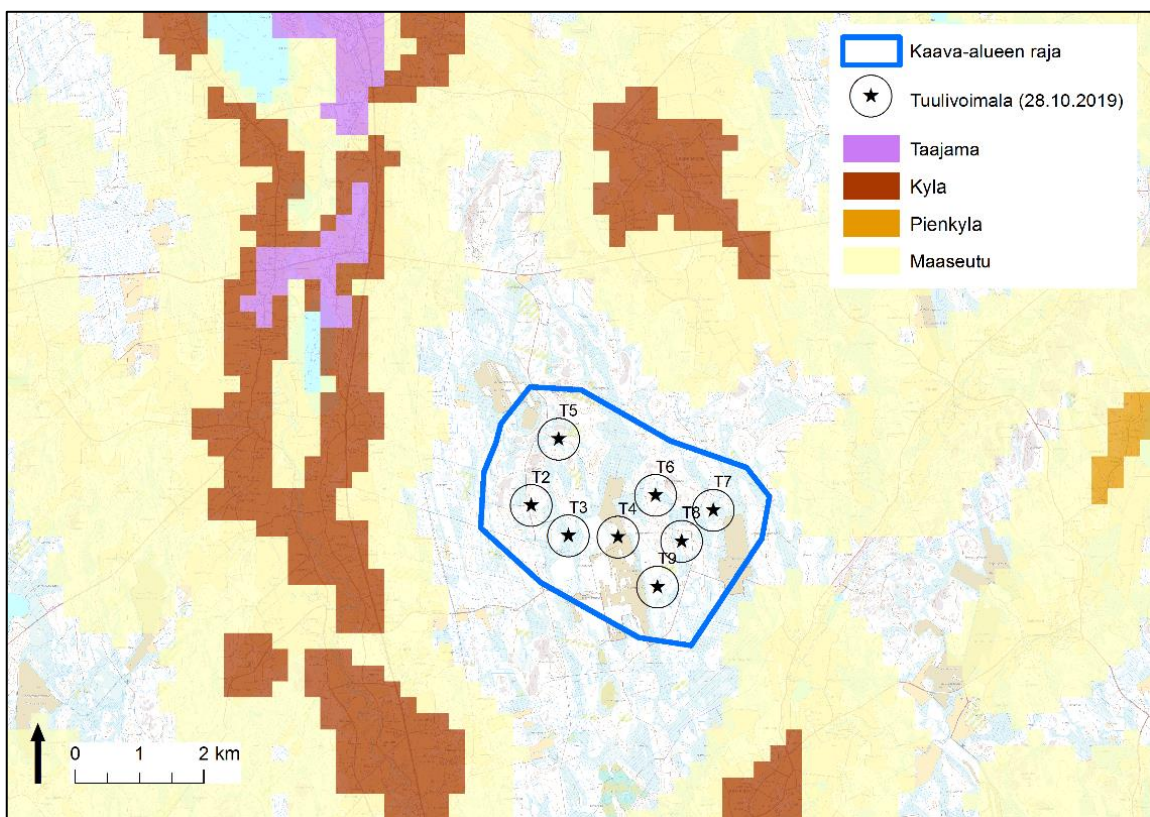 Kaava-alueen raja
Tuulivoimala (28.10.2019)
Taajama
Kyla
Pienkyla
Maaseutu
T5
T6
T2
T7
T3
T4
T8
T9
0 1 2 km